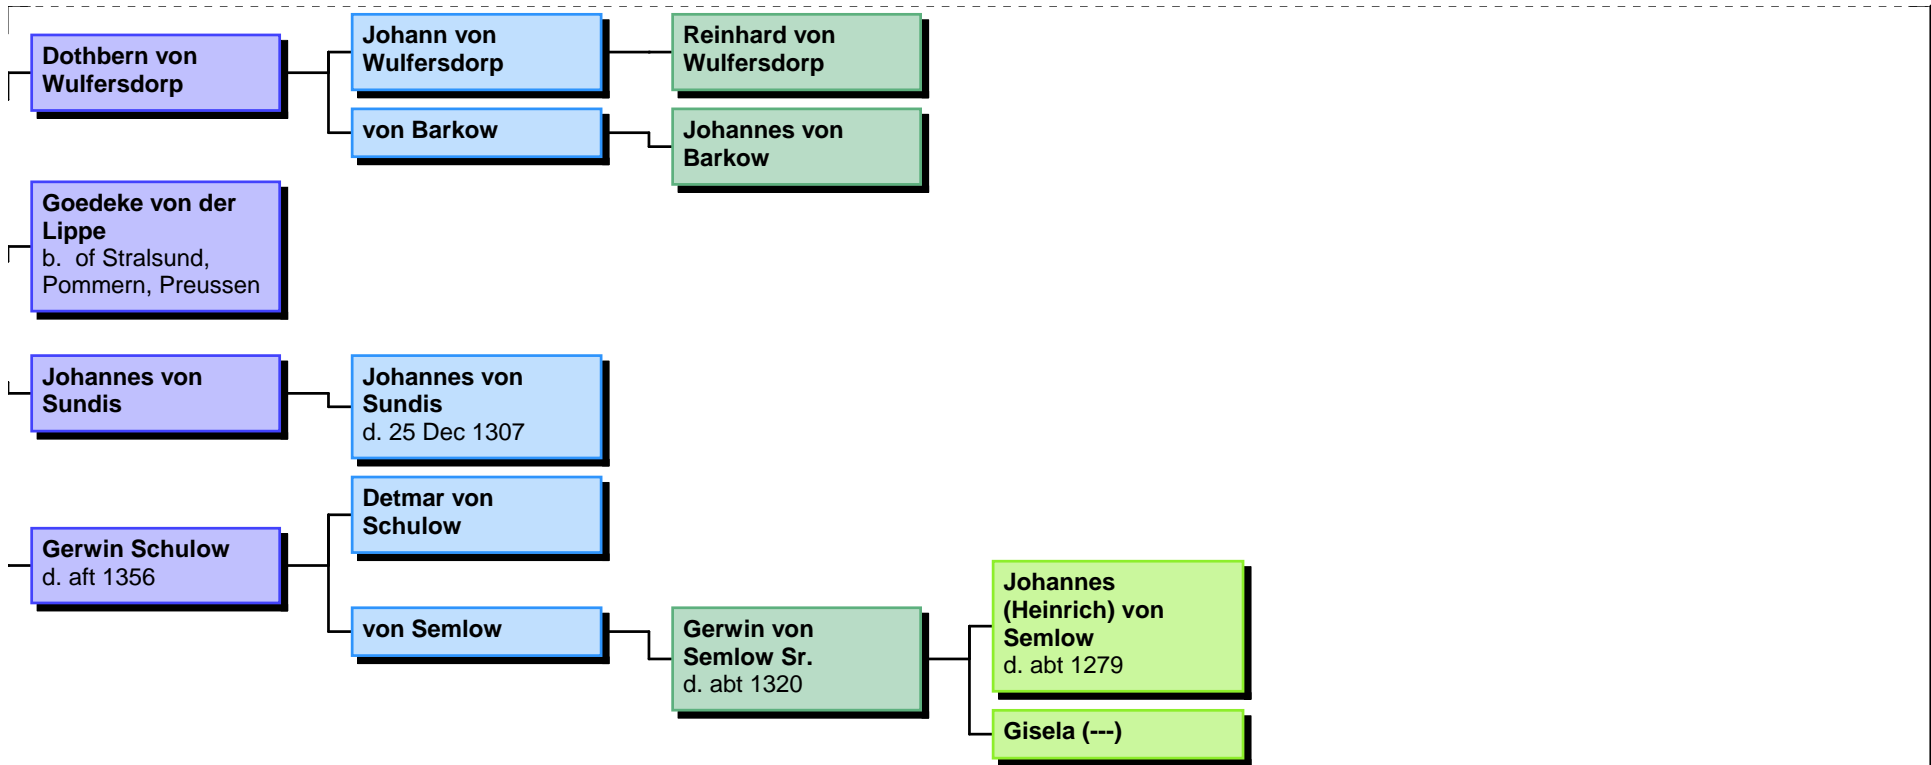 Dothbern von
Wulfersdorp
Johann von
Wulfersdorp
Reinhard von
Wulfersdorp
von Barkow
Johannes von
Barkow
Goedeke von der
Lippe
b.  of Stralsund,
Pommern, Preussen
Johannes von
Sundis
Johannes von
Sundis
d. 25 Dec 1307
Gerwin Schulow
d. aft 1356
Detmar von
Schulow
von Semlow
Gerwin von
Semlow Sr.
d. abt 1320
Johannes
(Heinrich) von
Semlow
d. abt 1279
Gisela (---)